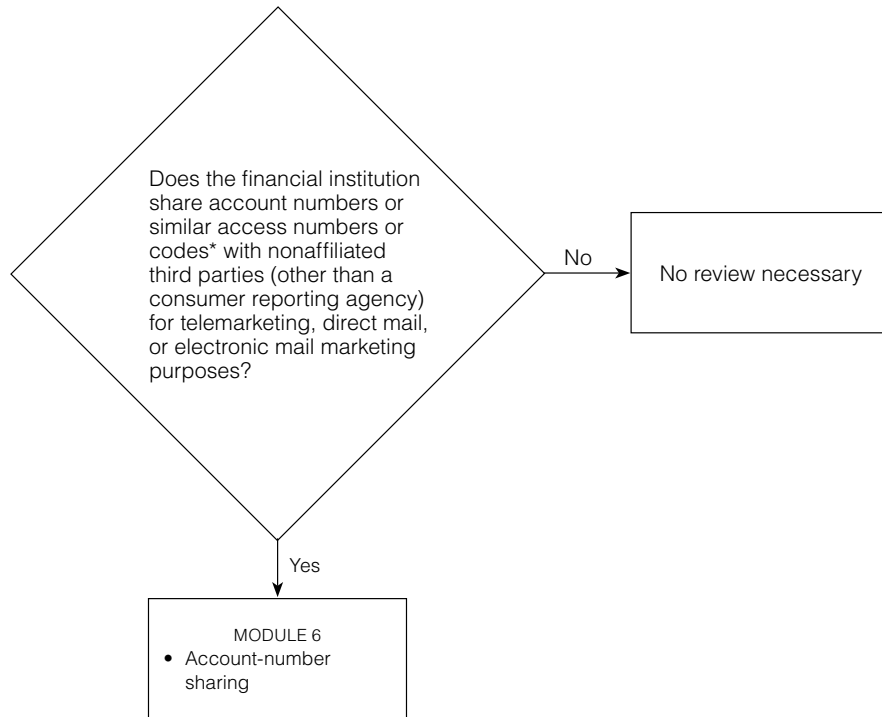 Does the financial institution
share account numbers or
similar access numbers or
codes* with nonaffiliated
third parties (other than a
consumer reporting agency)
for telemarketing, direct mail,
or electronic mail marketing
purposes?
No
No review necessary
Yes
MODULE 6
• Account-number
sharing